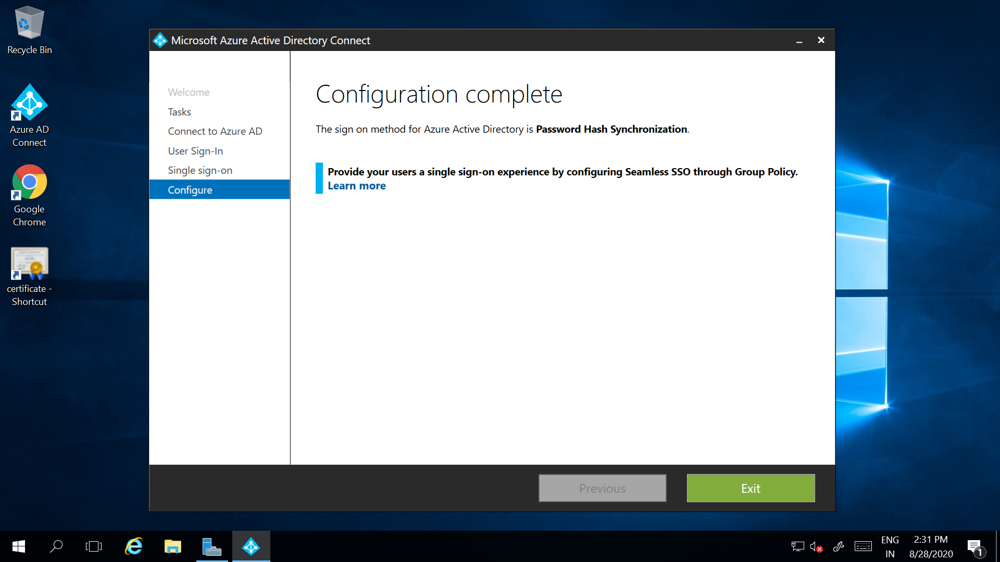 Recycle Bin
Azure AD
Connect
Google
Chrome
certificate -
Shortcut
Microsoft Azure Active Directory Connect
Welcome
Tasks
Connect to Azure AD
User Sign-In
Single sign-on
Configure
Configuration complete
The sign on method for Azure Active Directory is Password Hash Synchronization.
Provide your users a single sign-on experience by configuring Seamless SSO through Group Policy.
Learn more
Previous
Exit
ENG
IN
2:31 PM
8/28/2020
1